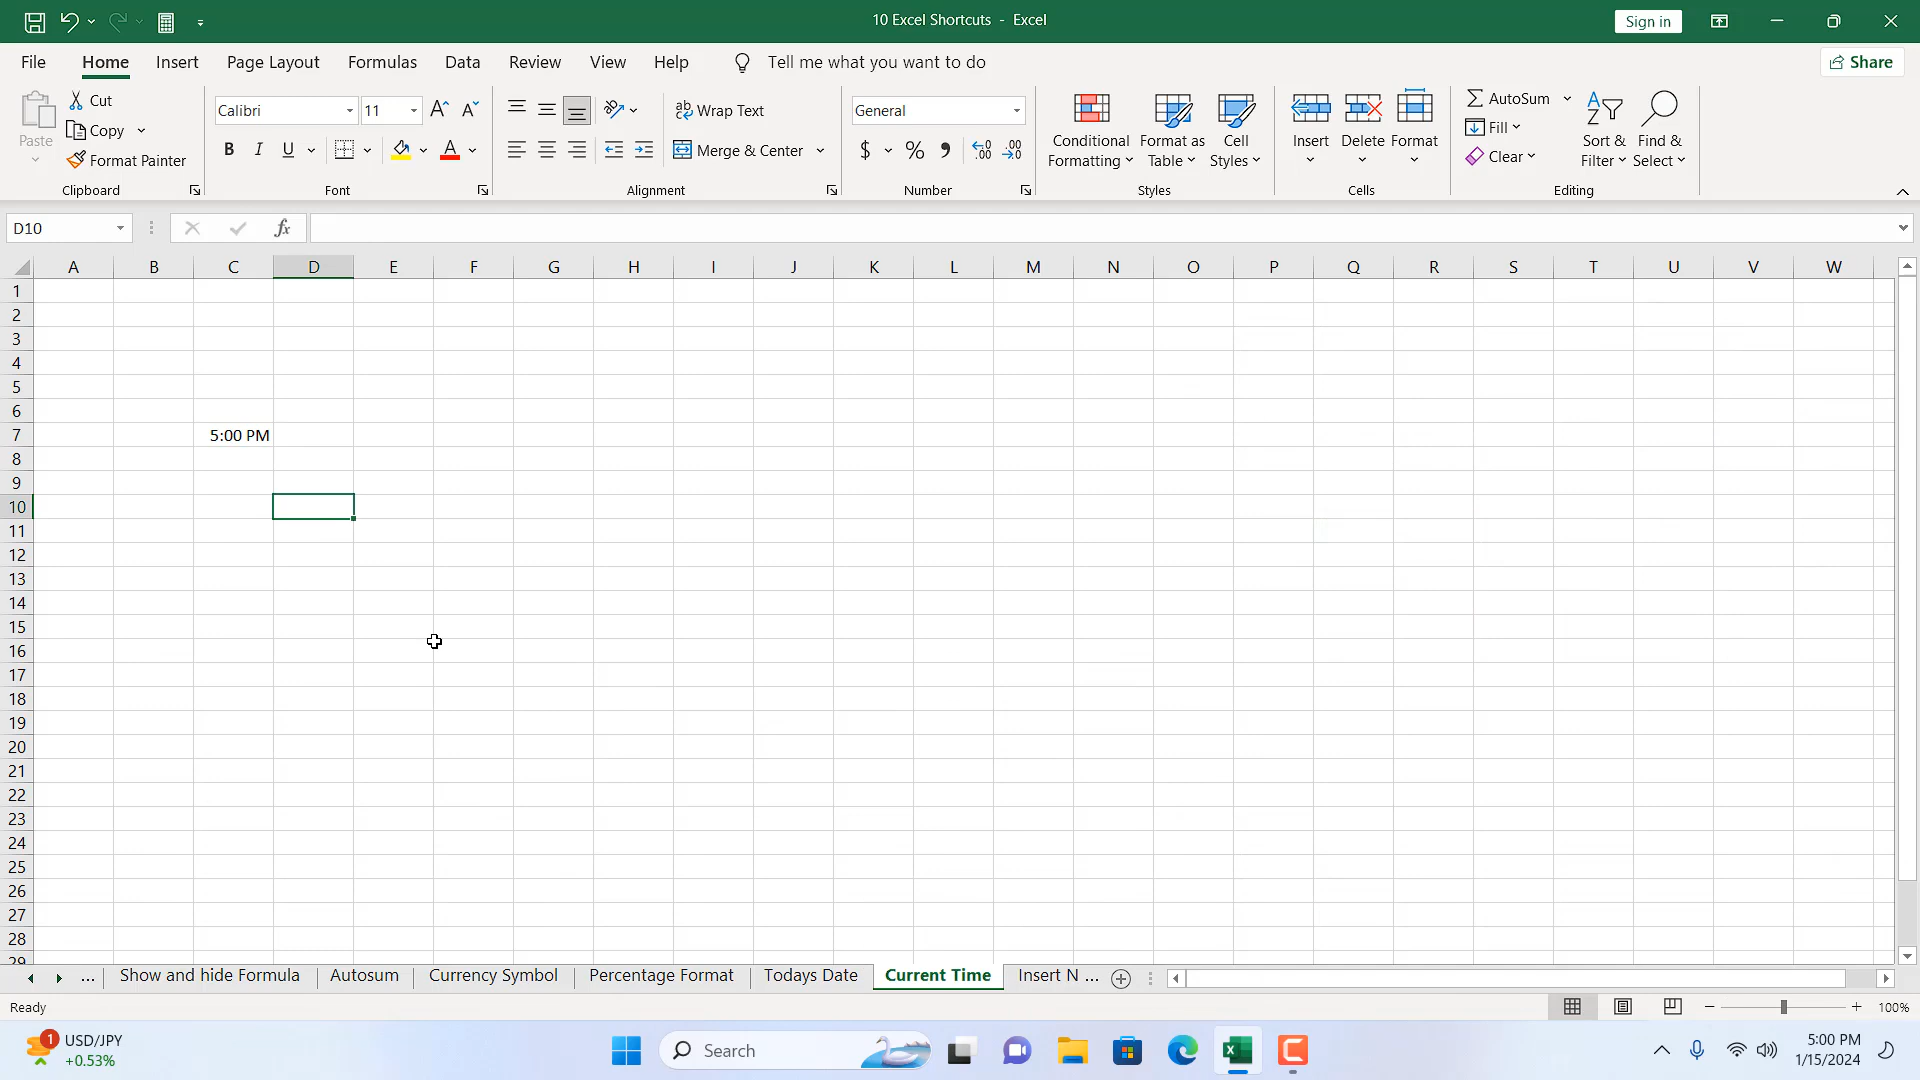 10 Excel Shortcuts - Excel
Sign in
File Home Insert Page Layout Formulas Data Review View Help Tell me what you want to do Share
Paste
Cut
Copy
Format Painter
Clipboard
Calibri 11
B I U A
Font
ab Wrap Text
Merge & Center
Alignment
General
$ % 9 .00 .00
Number
Conditional Formatting
Format as Table
Cell Styles
Styles
Insert Delete Format
Cells
AutoSum
Fill
Clear
Sort & Filter
Find & Select
Editing
D10 fx
A B C D E F G H I J K L M N O P Q R S T U V W
1
2
3
4
5
6
7 5:00 PM
8
9
10
11
12
13
14
15
16
17
18
19
20
21
22
23
24
25
26
27
28
29
... Show and hide Formula Autosum Currency Symbol Percentage Format Todays Date Current Time Insert N ...
Ready 100%
1 USD/JPY
+0.53%
Search
5:00 PM
1/15/2024